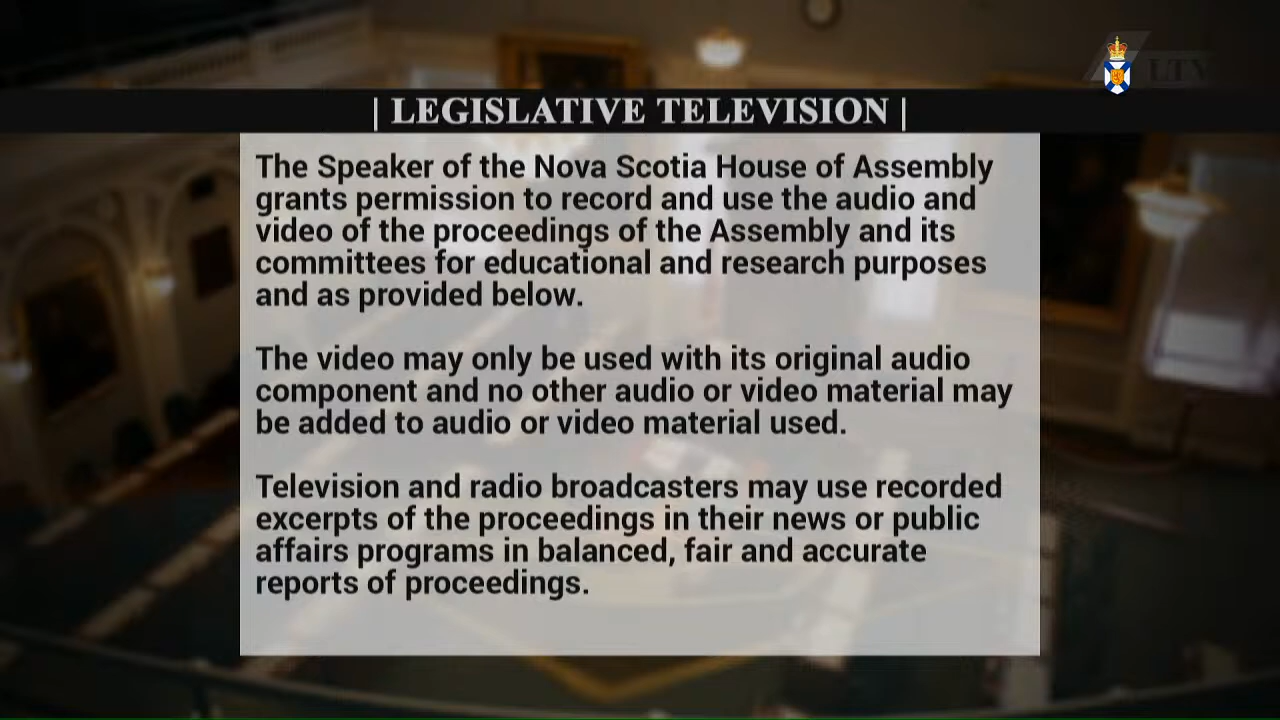 LTV
| LEGISLATIVE TELEVISION |
The Speaker of the Nova Scotia House of Assembly
grants permission to record and use the audio and
video of the proceedings of the Assembly and its
committees for educational and research purposes
and as provided below.
The video may only be used with its original audio
component and no other audio or video material may
be added to audio or video material used.
Television and radio broadcasters may use recorded
excerpts of the proceedings in their news or public
affairs programs in balanced, fair and accurate
reports of proceedings.